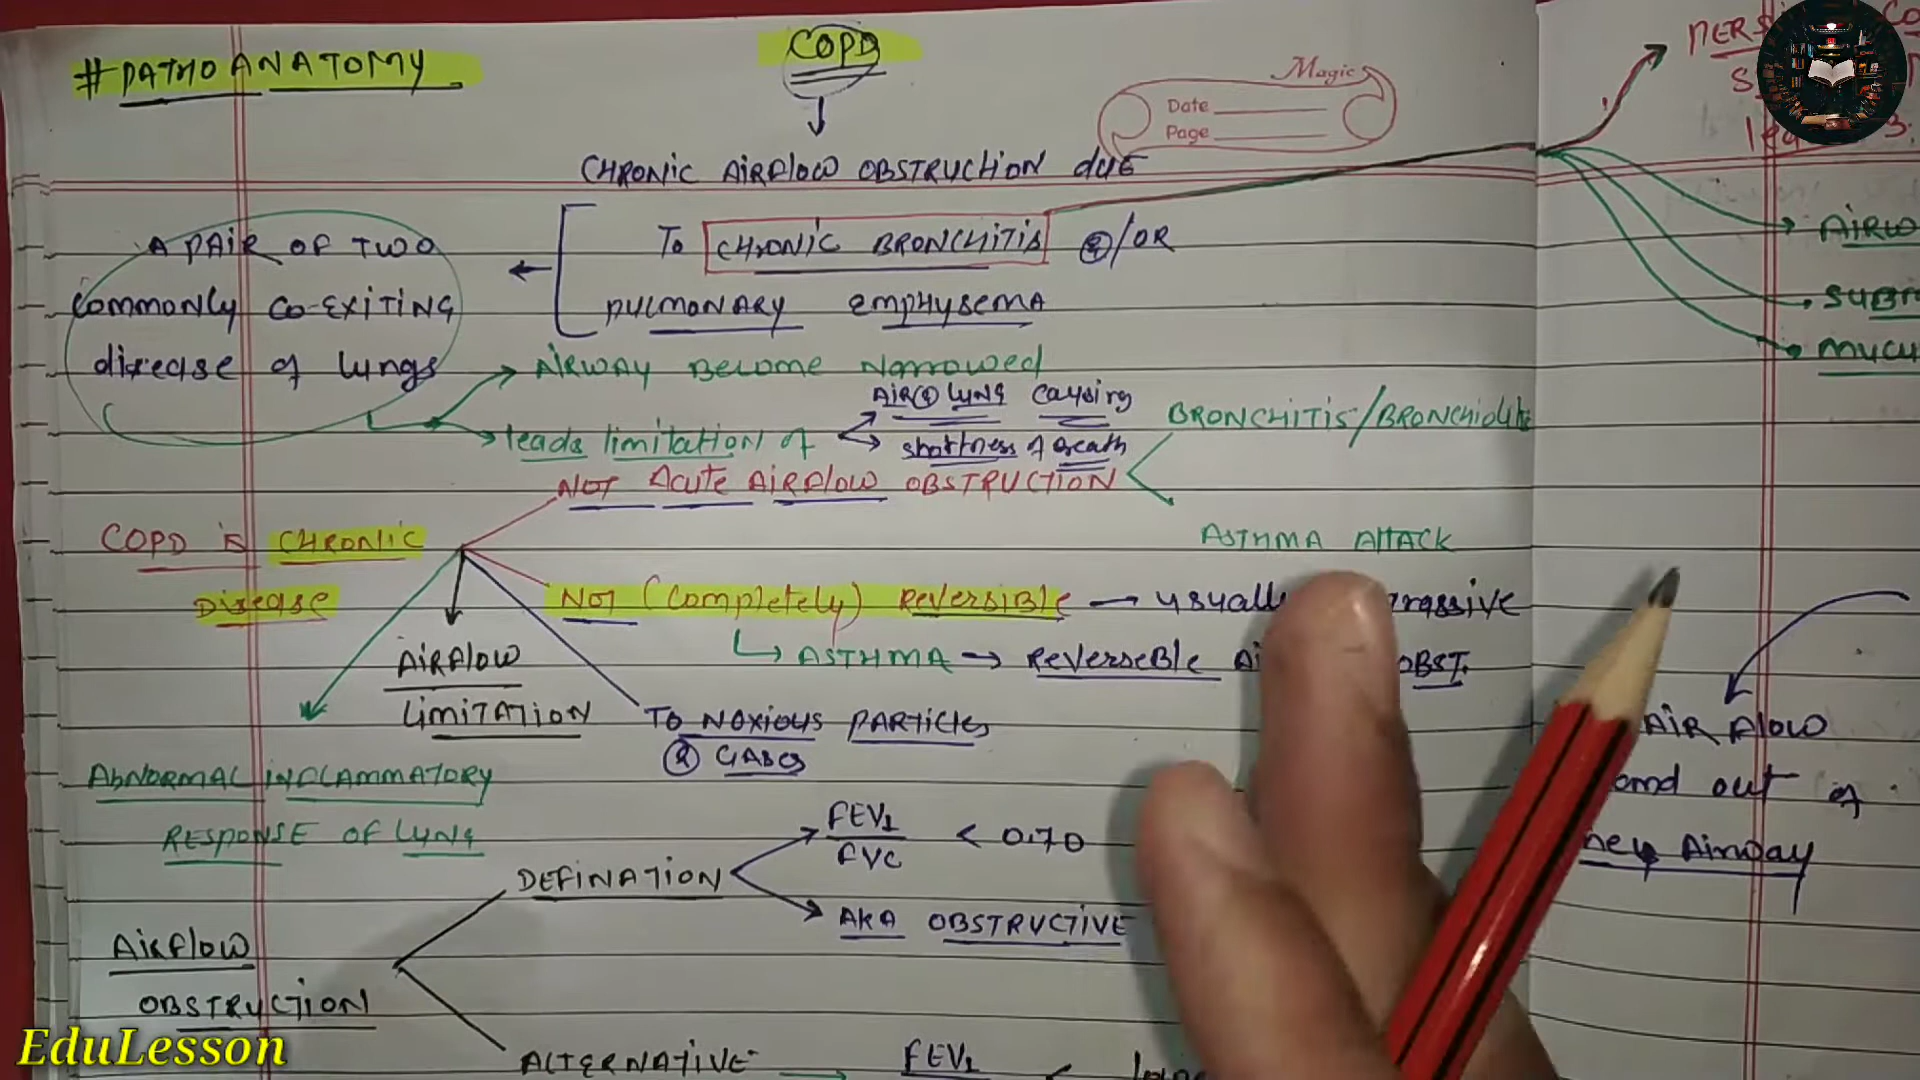 #PATHOANATOMY
COPD
Magic
Date
Page
CHRONIC AIRFLOW OBSTRUCTION due
To CHRONIC BRONCHITIS &/OR
PULMONARY EMPHYSEMA
A PAIR OF TWO
Commonly CO-EXITING
disease of lungs
AIRWAY BECOME Narrowed
leads limitation of
AIR & lung causing
shortness of breath
NOT Acute AIRFLOW OBSTRUCTION
BRONCHITIS/BRONCHIOLITIS
ASTHMA ATTACK
COPD is CHRONIC
Disease
NOT (Completely) Reversible → usually
ASTHMA → REVERSEBLE OBST.
AIRFLOW
LIMITATION
TO NOXIOUS PARTICLES
& GASES
ABNORMAL INFLAMMATORY
RESPONSE OF LUNG
AIRFLOW
OBSTRUCTION
DEFINATION
FEV1
FVC
< 0.70
AKA OBSTRUCTIVE
ALTERNATIVE
FEV1
<
AIR FLOW
and out of
Airway
EduLesson